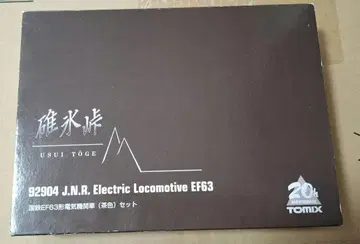 碓氷峠
USUI TŌGE
92904 J.N.R. Electric Locomotive EF63
国鉄EF63形電気機関車(茶色)セット
20th
TOMIX